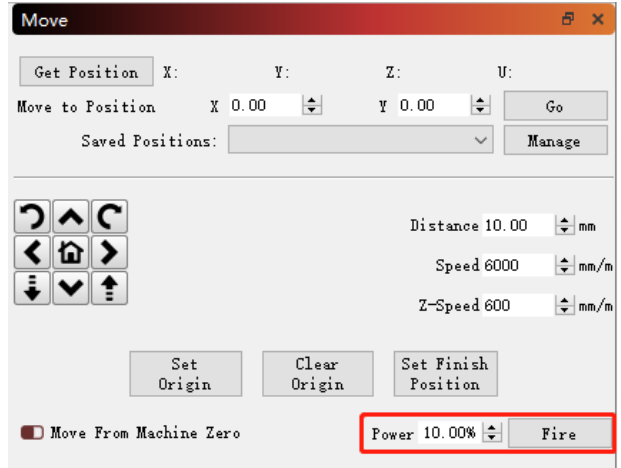 Move
Get Position X: Y: Z: U:
Move to Position X 0.00 Y 0.00 Go
Saved Positions: Manage
Distance 10.00 mm
Speed 6000 mm/m
Z-Speed 600 mm/m
Set Origin Clear Origin Set Finish Position
Move From Machine Zero Power 10.00% Fire